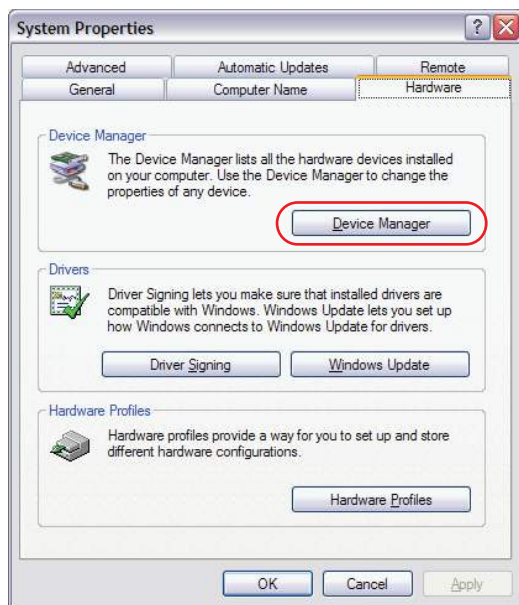 System Properties
Advanced
Automatic Updates
Remote
General
Computer Name
Hardware
Device Manager
The Device Manager lists all the hardware devices installed
on your computer. Use the Device Manager to change the
properties of any device.
Device Manager
Drivers
Driver Signing lets you make sure that installed drivers are
compatible with Windows. Windows Update lets you set up
how Windows connects to Windows Update for drivers.
Driver Signing
Windows Update
Hardware Profiles
Hardware profiles provide a way for you to set up and store
different hardware configurations.
Hardware Profiles
OK
Cancel
Apply